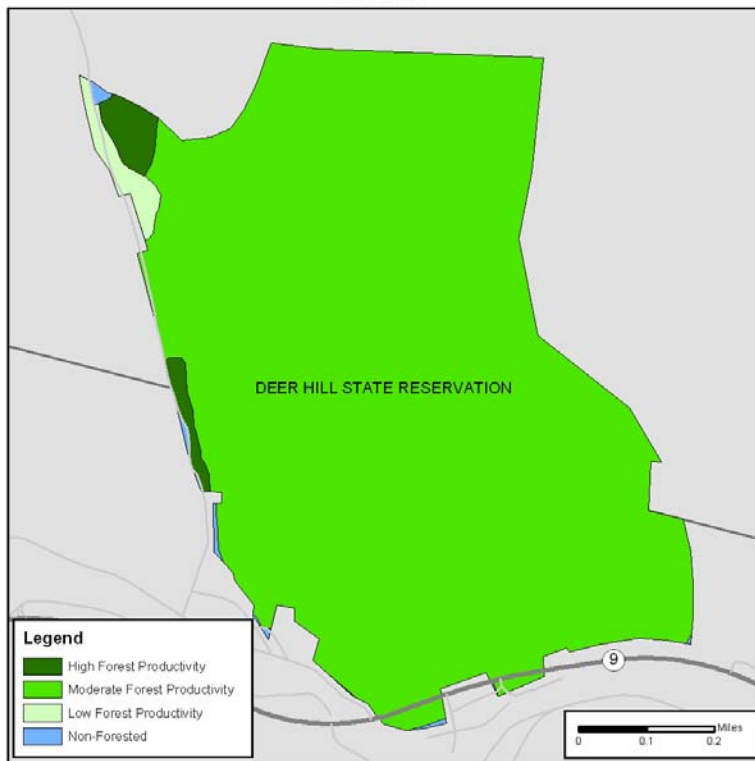 DEER HILL STATE RESERVATION
9
Legend
High Forest Productivity
Moderate Forest Productivity
Low Forest Productivity
Non-Forested
Miles
0 0.1 0.2